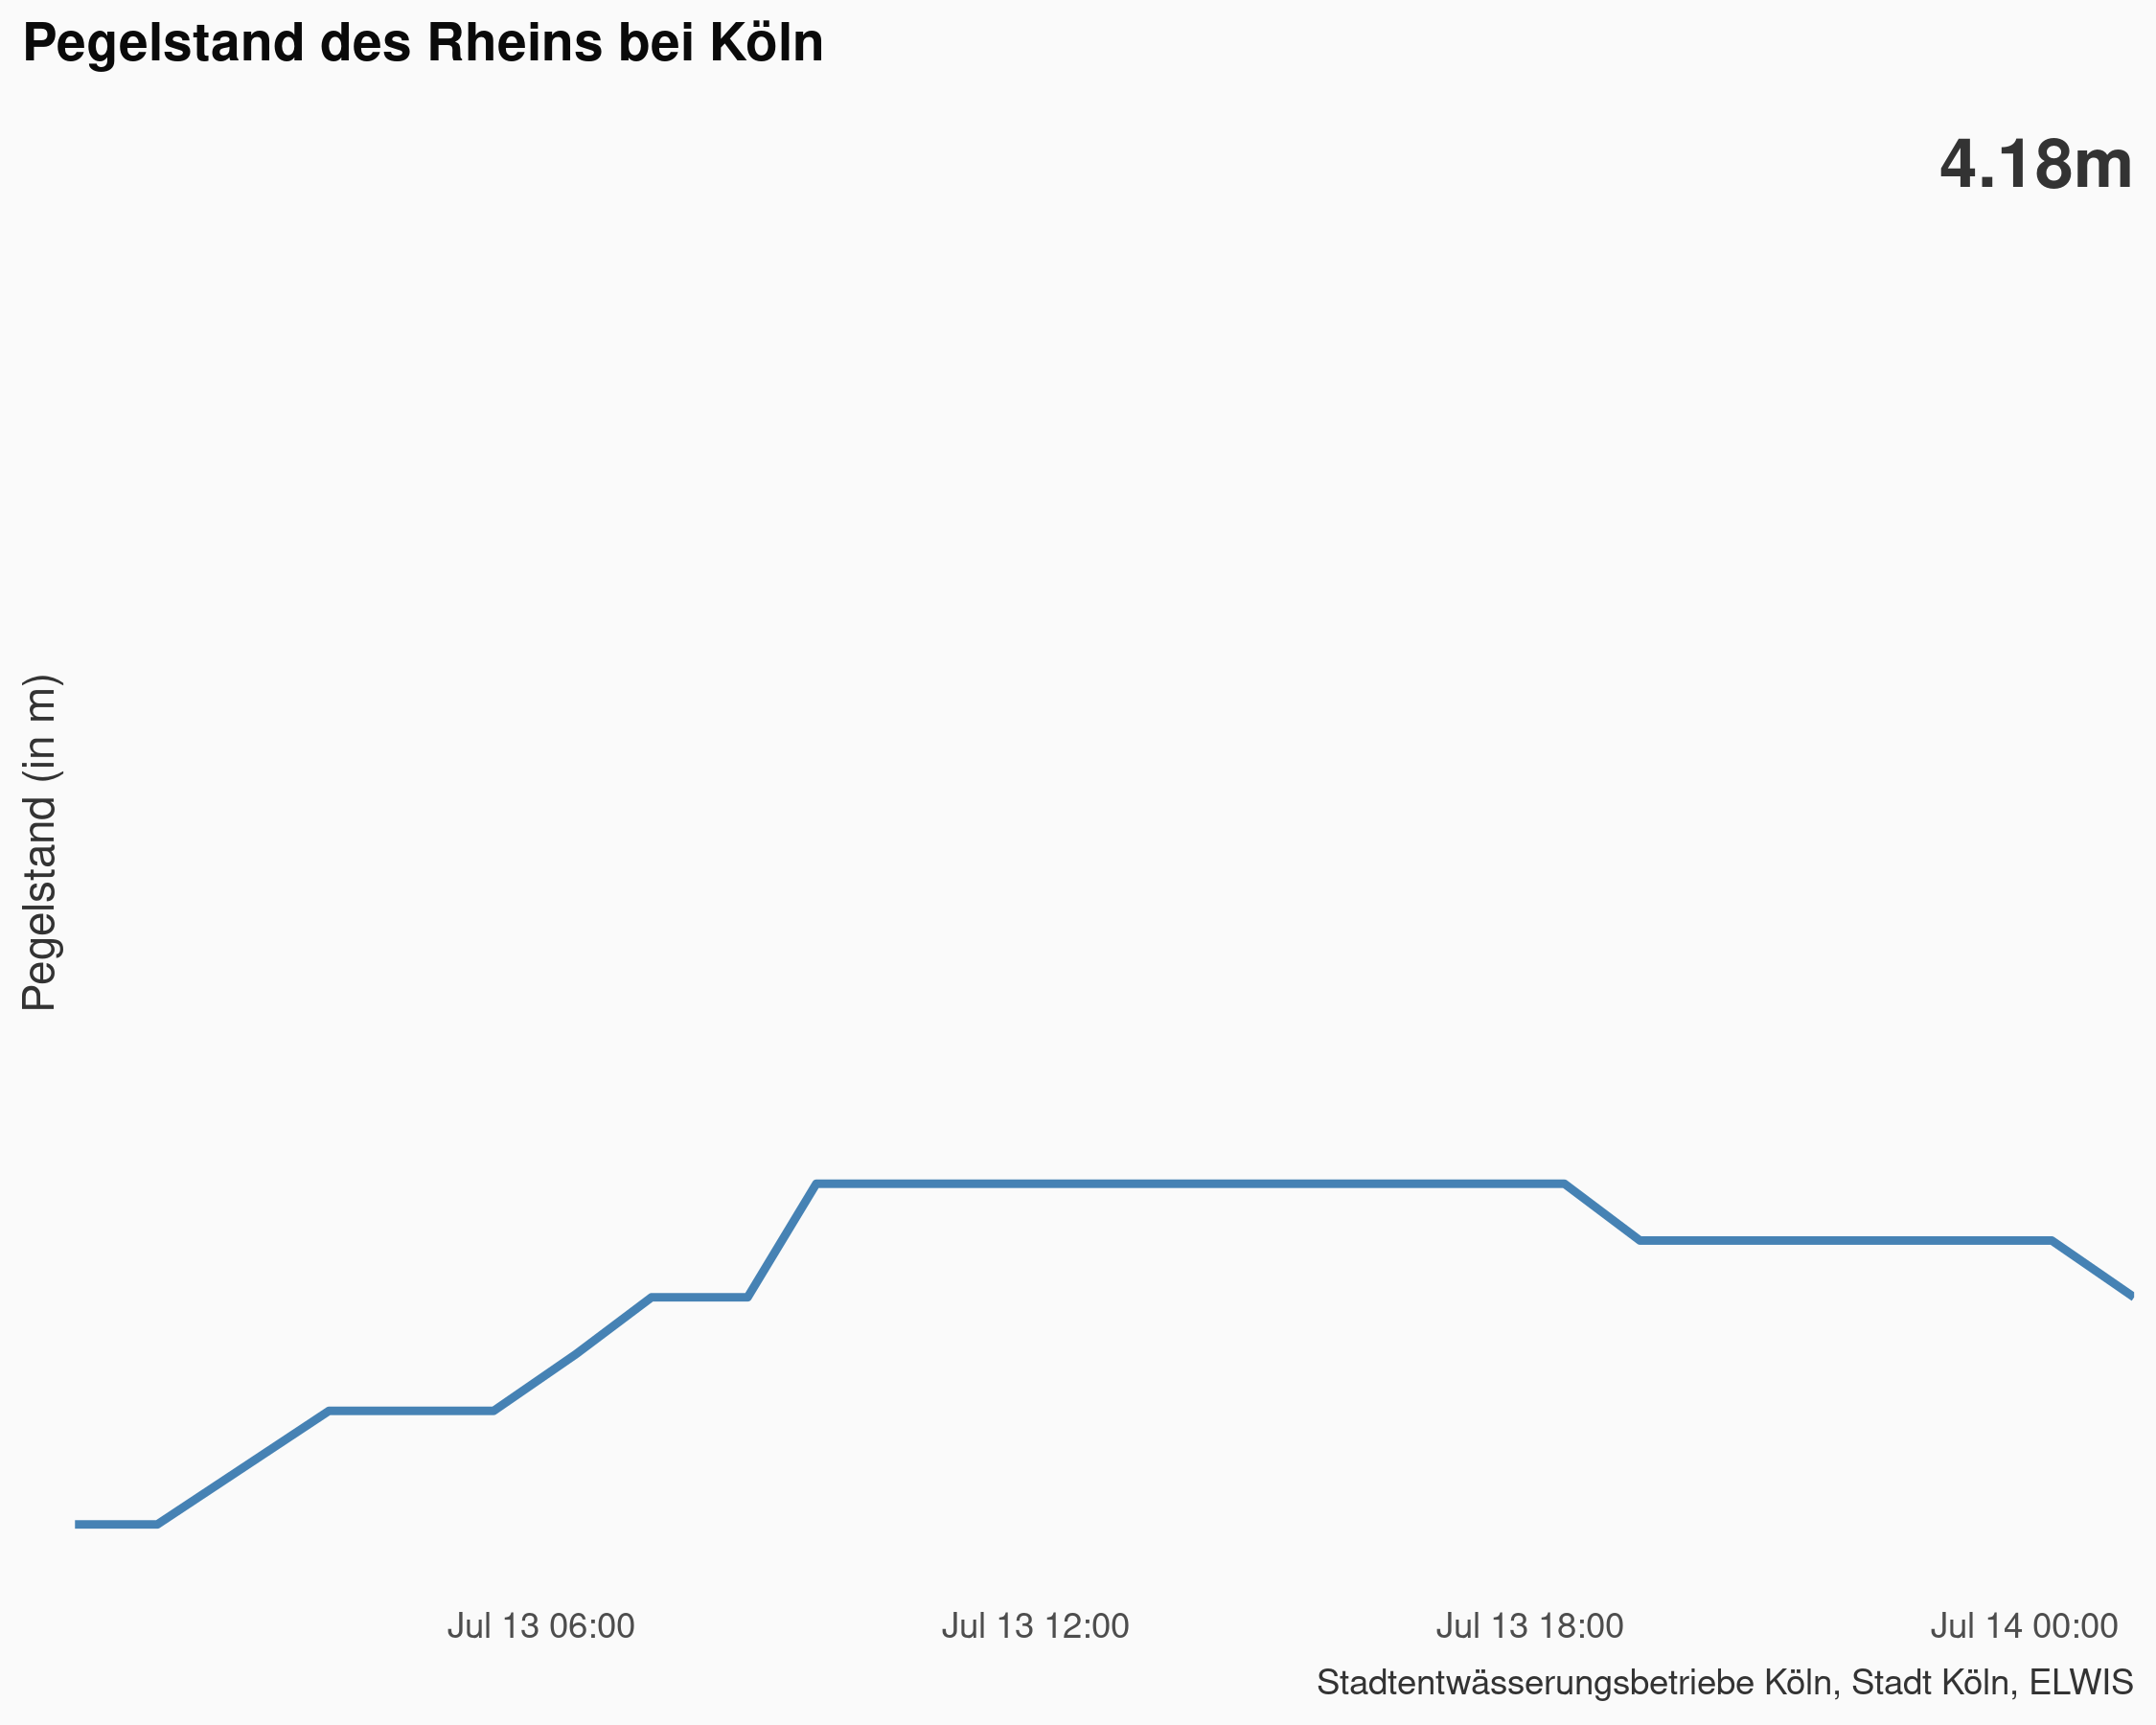 Pegelstand des Rheins bei Köln
4.18m
Pegelstand (in m)
Jul 13 06:00 Jul 13 12:00 Jul 13 18:00 Jul 14 00:00
Stadtentwässerungsbetriebe Köln, Stadt Köln, ELWIS